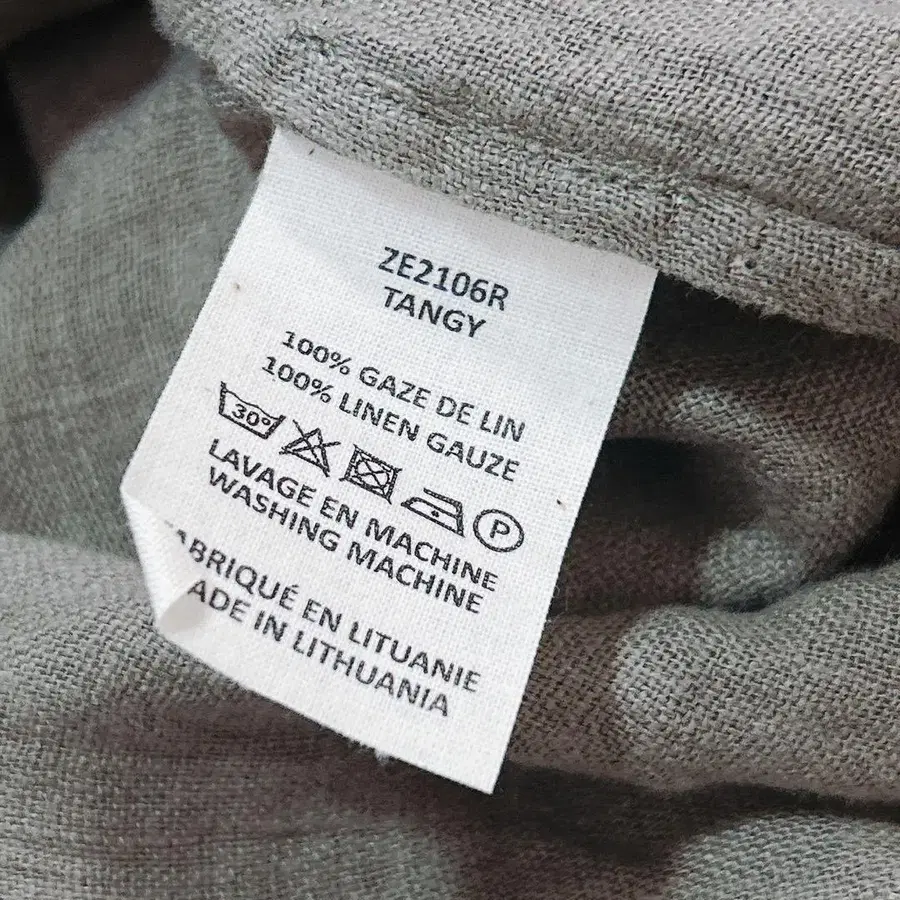 ZE2106R
TANGY
100% GAZE DE LIN
100% LINEN GAUZE
30°
P
LAVAGE EN MACHINE
WASHING MACHINE
ABRIQUÉ EN LITUANIE
ADE IN LITHUANIA